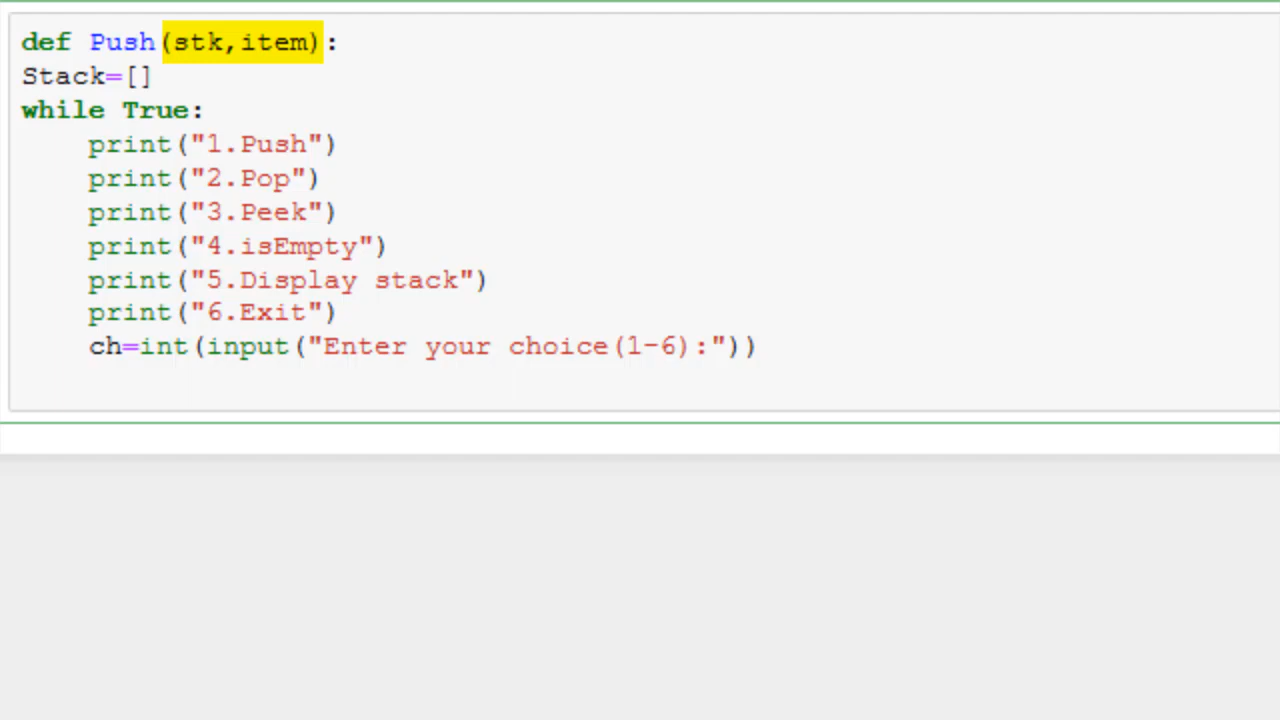 def Push(stk,item):
Stack=[]
while True:
    print("1.Push")
    print("2.Pop")
    print("3.Peek")
    print("4.isEmpty")
    print("5.Display stack")
    print("6.Exit")
    ch=int(input("Enter your choice(1-6):"))